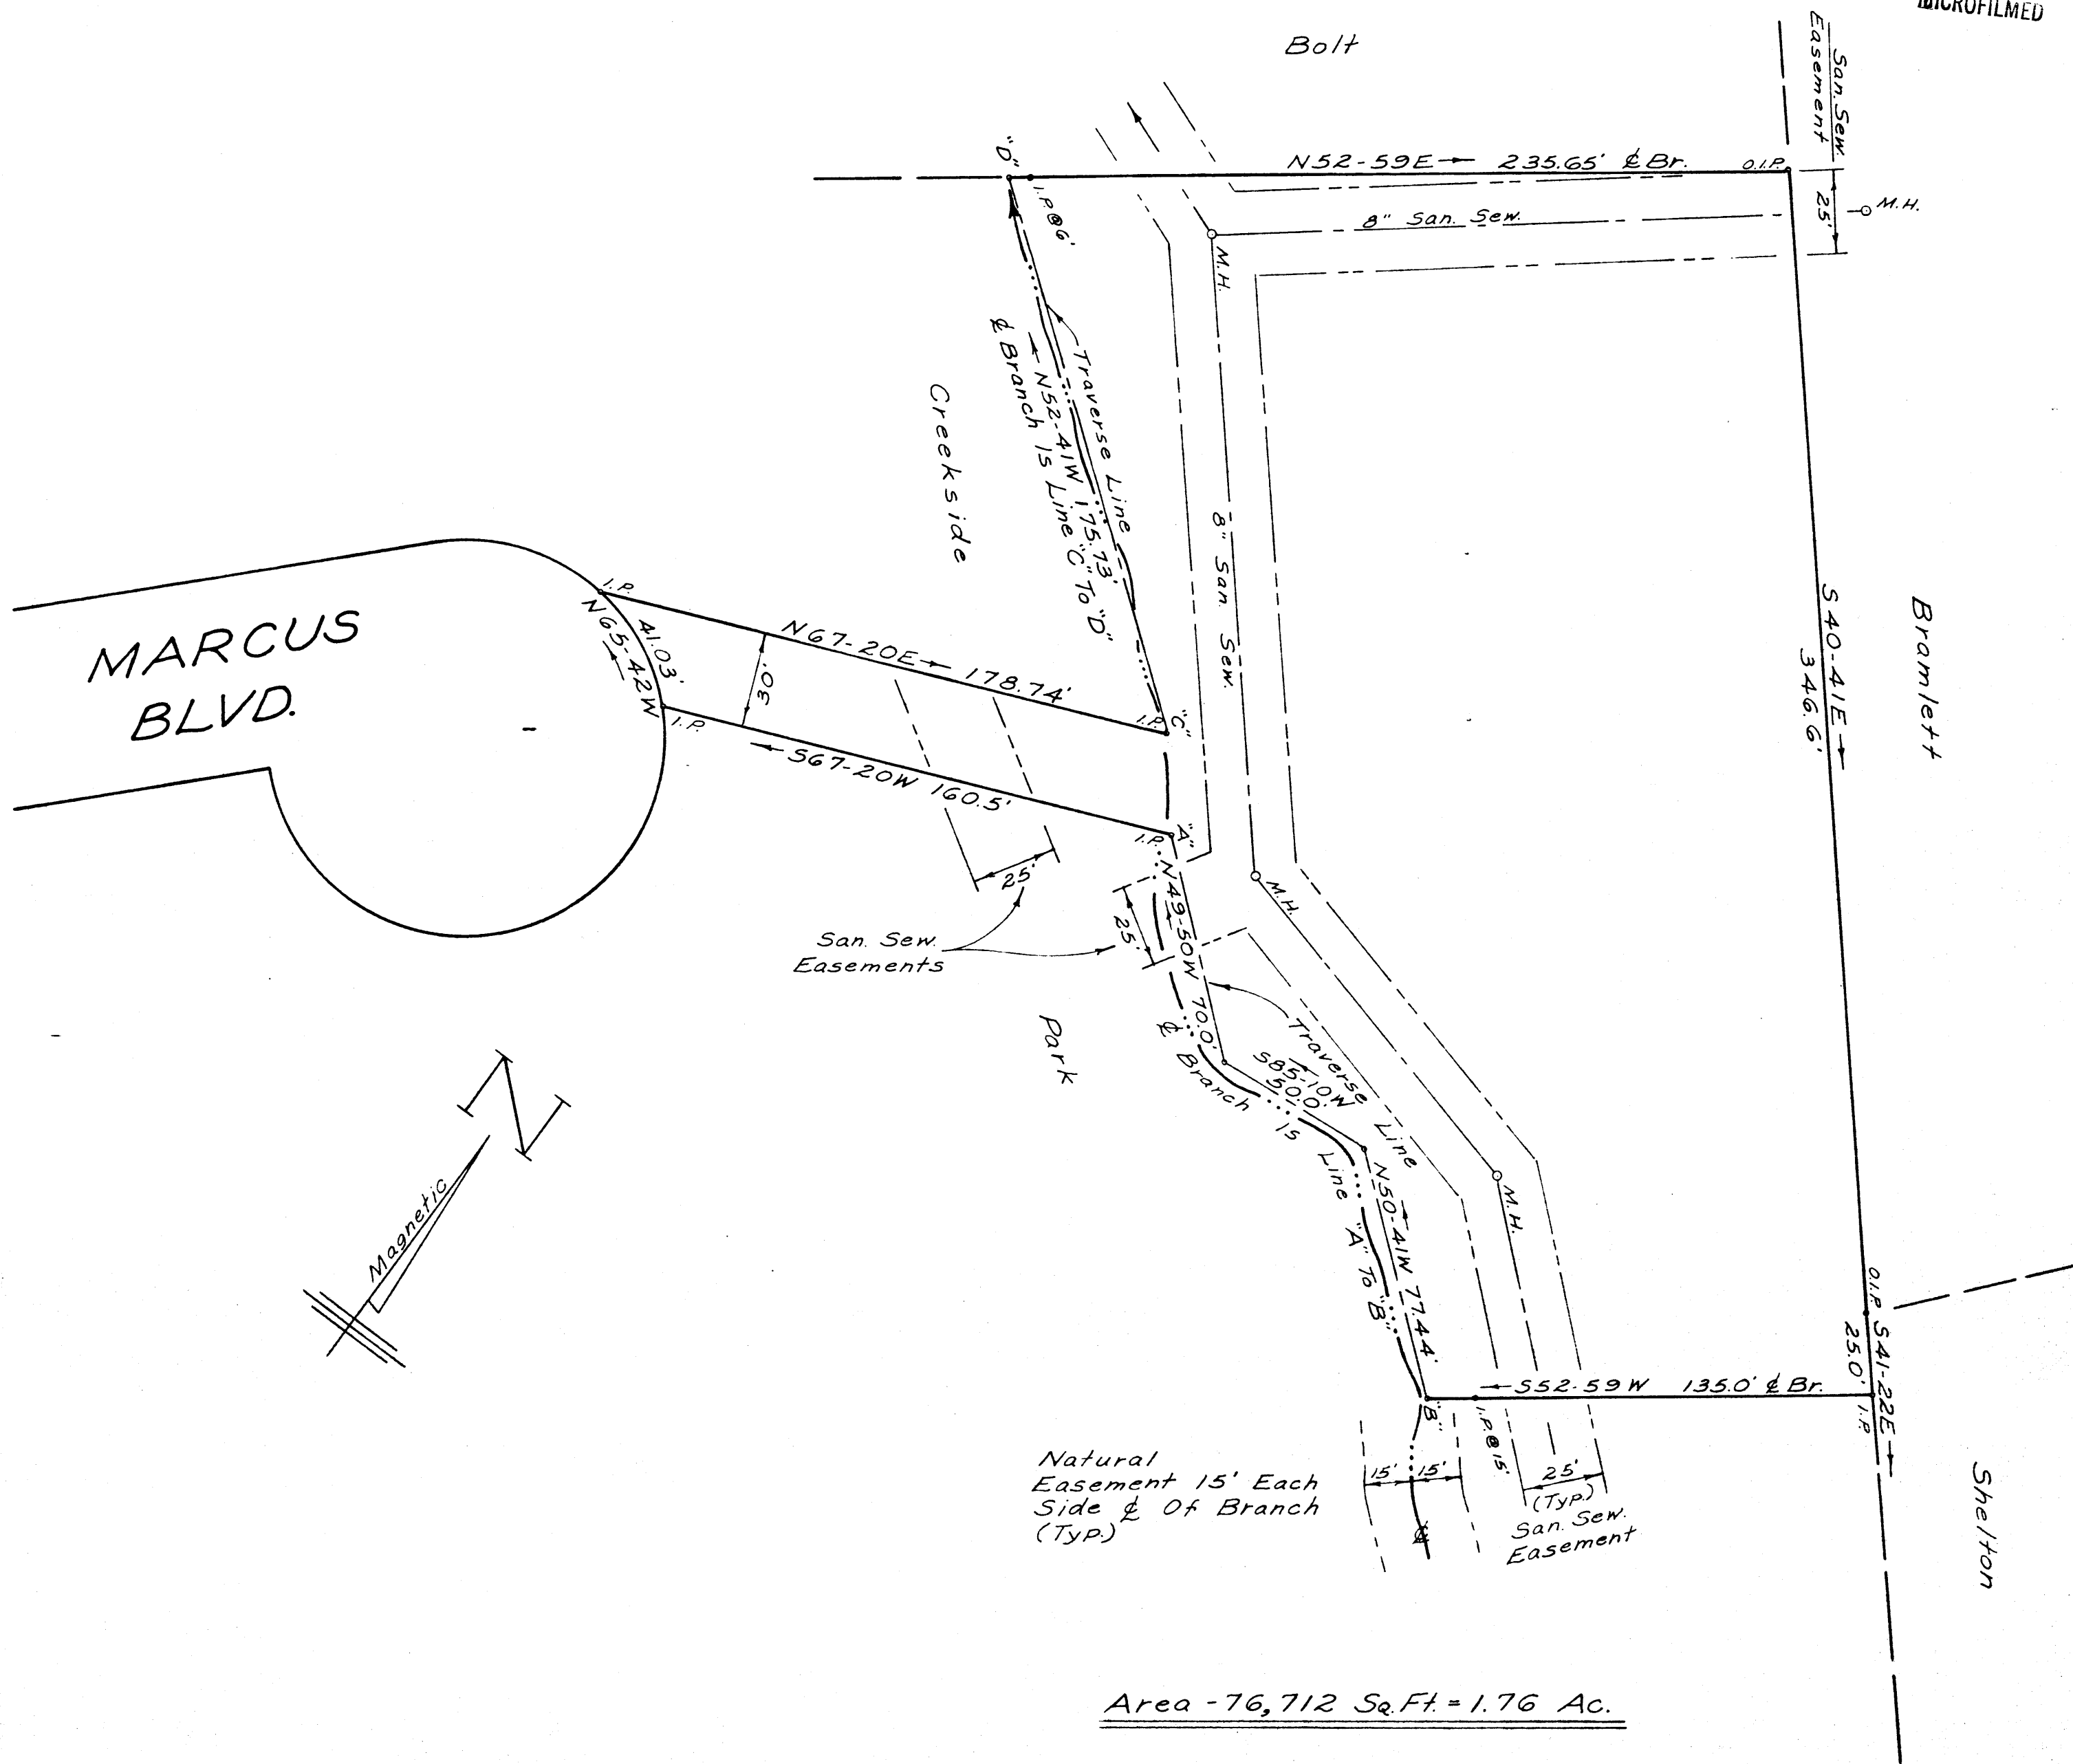 MICROFILMED
Bolt
San. Sew.
Easement
"D"
N52-59E 235.65' ℄ Br.
O.I.P.
I.P.@6'
25'
M.H.
8" San. Sew.
M.H.
Traverse Line
N52-41W 175.73'
℄ Branch Is Line "C" To "D"
Creekside
8" San. Sew.
S40-41E
346.6'
Bramlett
MARCUS
BLVD.
I.P.
41.03'
N65-42W
I.P.
N67-20E 178.74'
30'
I.P. "C"
S67-20W 160.5'
I.P. "A"
25'
25'
San. Sew.
Easements
N49-50W 70.0'
M.H.
Park
Traverse Line
S85-10W
50.0'
℄ Branch Is Line "A" To "B"
N50-41W 77.44'
M.H.
Magnetic
N
O.I.P.
S41-22E
25.0'
I.P.
S52-59W 135.0' ℄ Br.
"B"
I.P.@15'
Natural
Easement 15' Each
Side ℄ Of Branch
(Typ.)
15' 15'
℄
25'
(Typ.)
San. Sew.
Easement
Shelton
Area - 76,712 Sq.Ft. = 1.76 Ac.